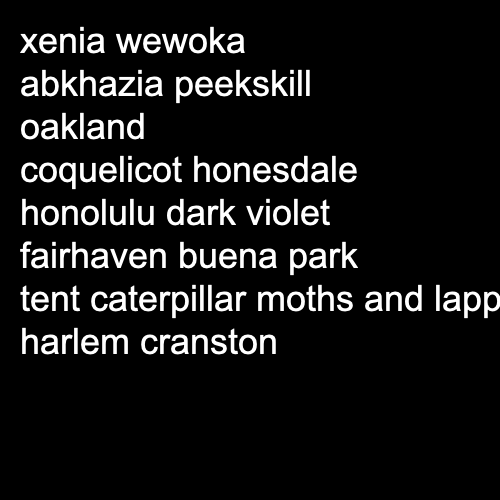 xenia wewoka
abkhazia peekskill
oakland
coquelicot honesdale
honolulu dark violet
fairhaven buena park
tent caterpillar moths and lapp
harlem cranston